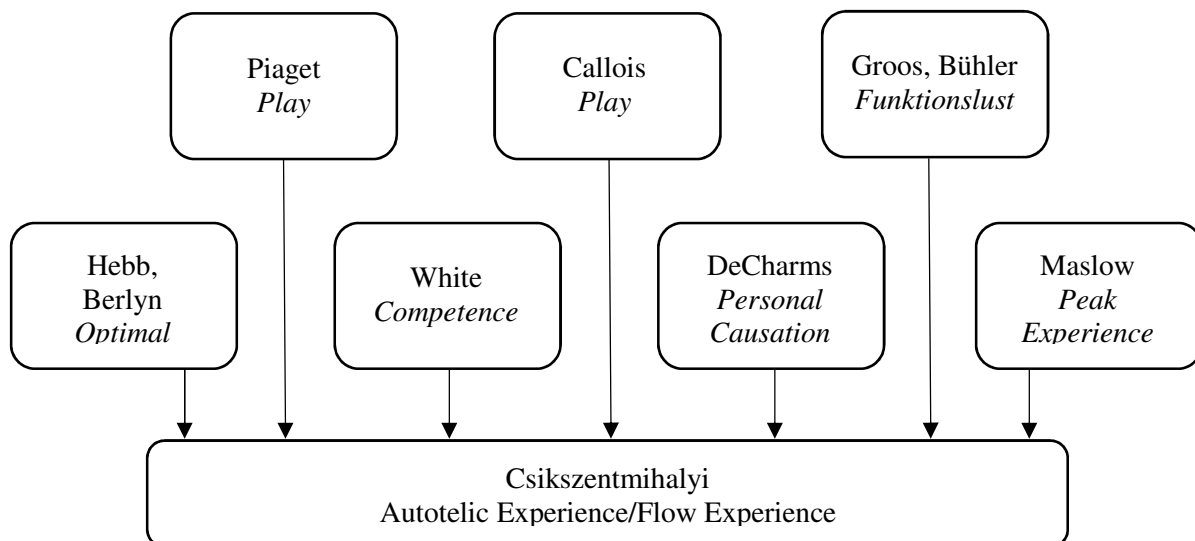 Piaget
Play
Callois
Play
Groos, Bühler
Funktionslust
Hebb,
Berlyn
Optimal
White
Competence
DeCharms
Personal
Causation
Maslow
Peak
Experience
Csikszentmihalyi
Autotelic Experience/Flow Experience